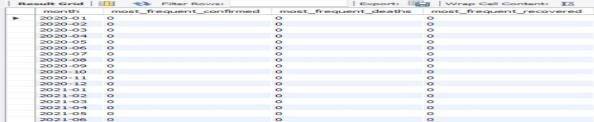 Result Grid Filter Rows: Export: Wrap Cell Content: IA
month most_frequent_confirmed most_frequent_deaths most_frequent_recovered
2020-01 0 0 0
2020-02 0 0 0
2020-03 0 0 0
2020-04 0 0 0
2020-05 0 0 0
2020-06 0 0 0
2020-07 0 0 0
2020-08 0 0 0
2020-09 0 0 0
2020-10 0 0 0
2020-11 0 0 0
2020-12 0 0 0
2021-01 0 0 0
2021-02 0 0 0
2021-03 0 0 0
2021-04 0 0 0
2021-05 0 0 0
2021-06 0 0 0